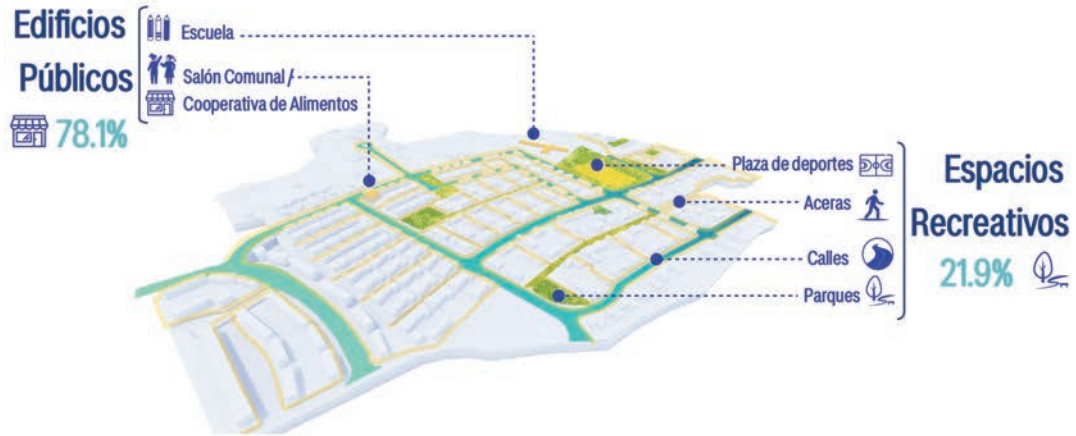 Edificios
Públicos
78.1%
Escuela
Salón Comunal /
Cooperativa de Alimentos
Plaza de deportes
Aceras
Calles
Parques
Espacios
Recreativos
21.9%